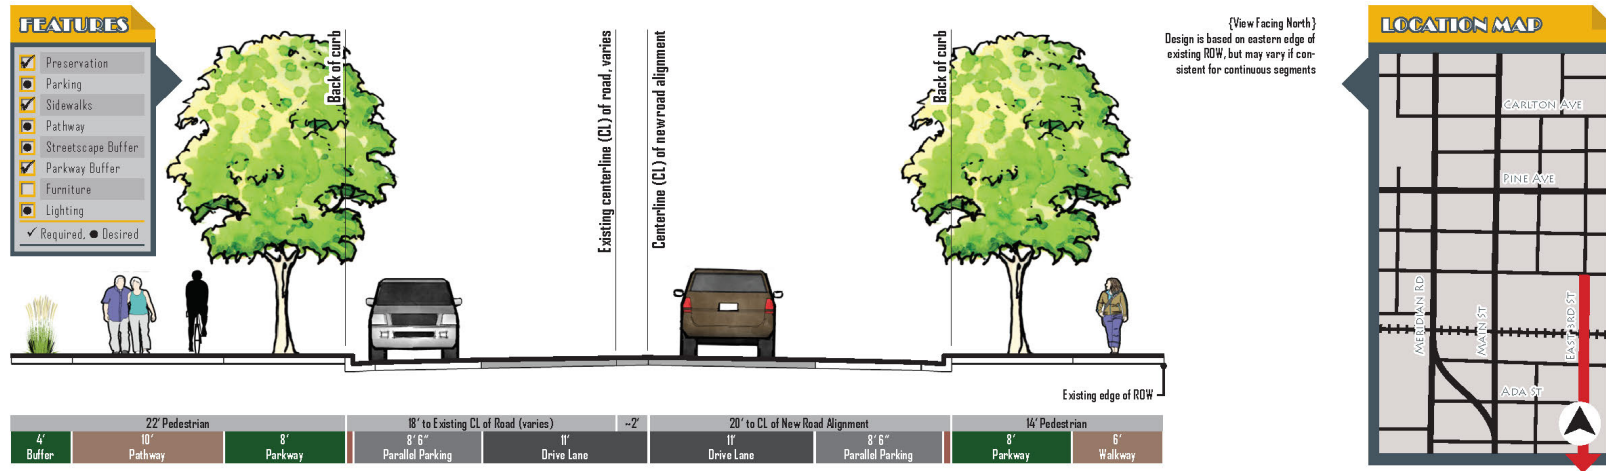 FEATURES
Preservation
Parking
Sidewalks
Pathway
Streetscape Buffer
Parkway Buffer
Furniture
Lighting
✓ Required, ● Desired
Back of curb
Existing centerline (CL) of road, varies
Centerline (CL) of new road alignment
Back of curb
{View Facing North}
Design is based on eastern edge of
existing ROW, but may vary if con-
sistent for continuous segments
Existing edge of ROW
22' Pedestrian
18' to Existing CL of Road (varies)
~2'
20' to CL of New Road Alignment
14' Pedestrian
4'
Buffer
10'
Pathway
8'
Parkway
8' 6"
Parallel Parking
11'
Drive Lane
11'
Drive Lane
8' 6"
Parallel Parking
8'
Parkway
6'
Walkway
LOCATION MAP
CARLTON AVE
PINE AVE
MERIDIAN RD
MAIN ST
EAST 3RD ST
ADA ST